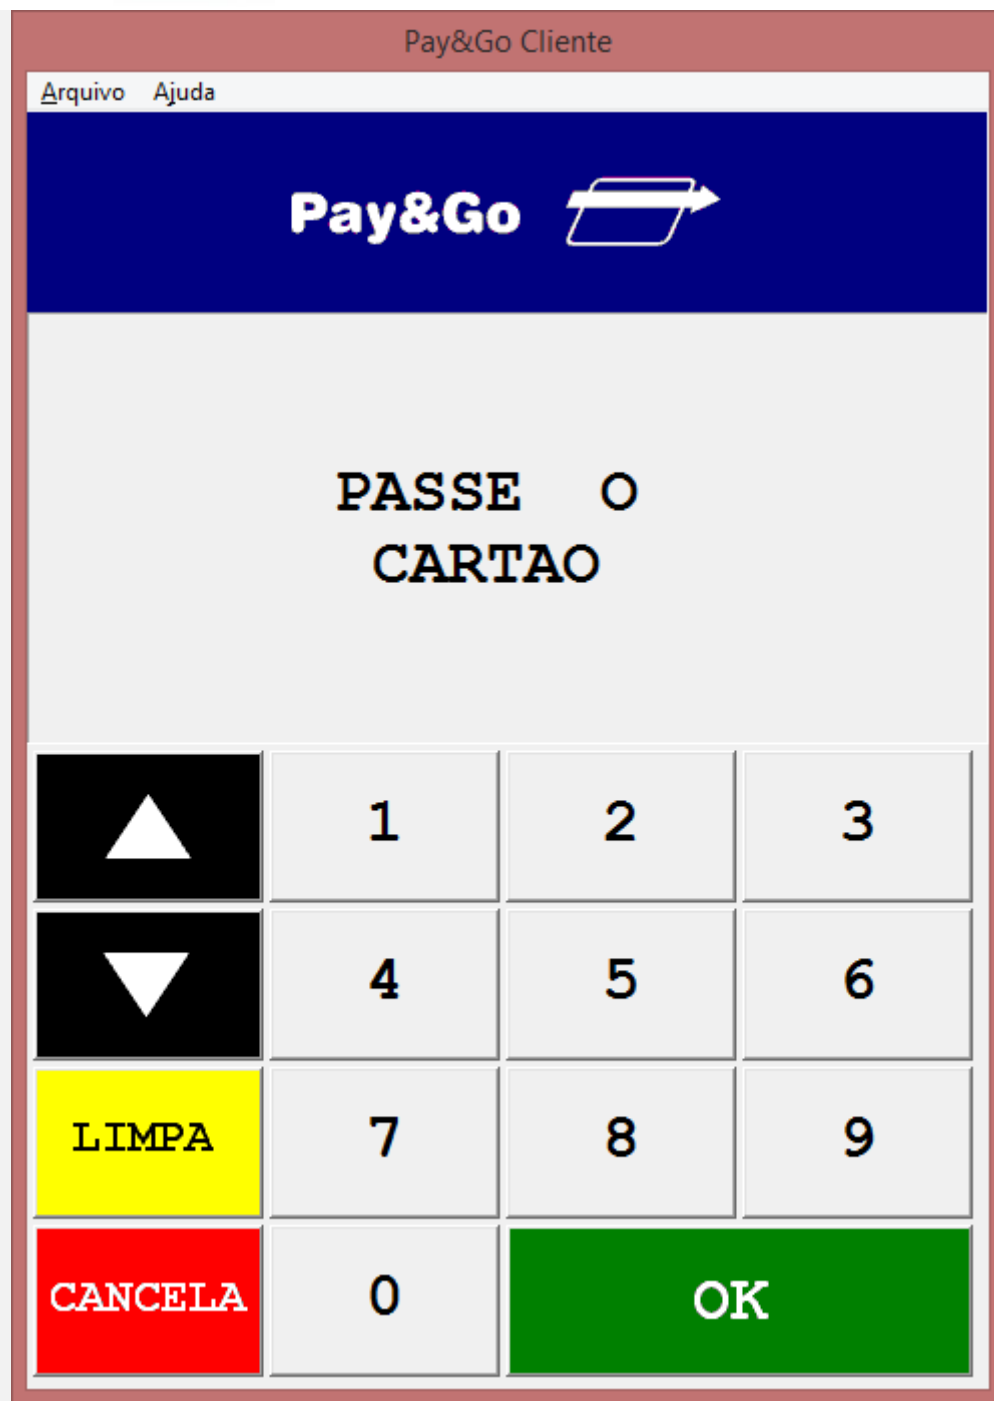 Pay&Go Cliente
Arquivo Ajuda
Pay&Go
PASSE O
CARTAO
1 2 3
4 5 6
LIMPA 7 8 9
CANCELA 0 OK